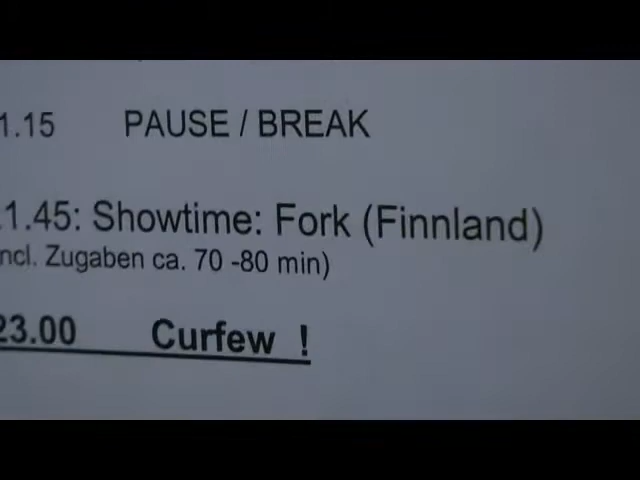 1.15 PAUSE / BREAK
1.45: Showtime: Fork (Finnland)
ncl. Zugaben ca. 70 -80 min)
23.00 Curfew !